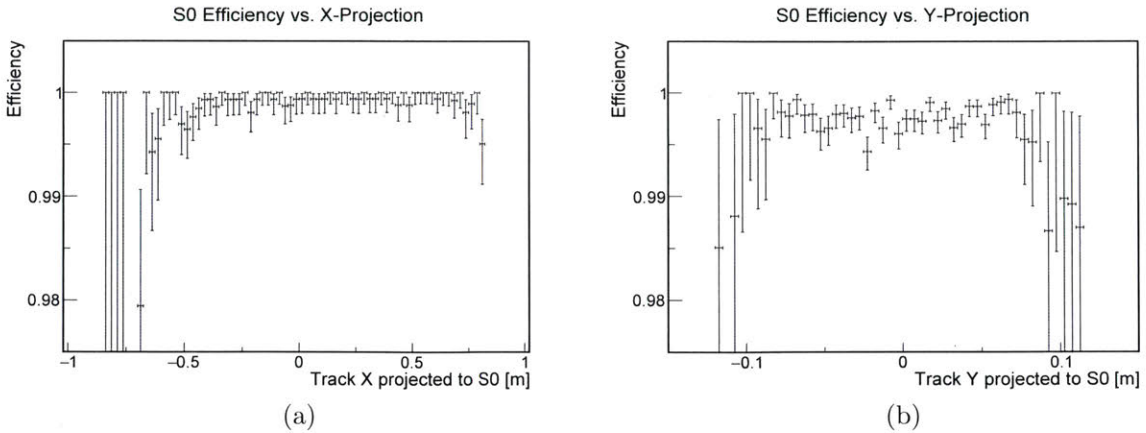 S0 Efficiency vs. X-Projection
Efficiency
1
0.99
0.98
−1
−0.5
0
0.5
1
Track X projected to S0 [m]
(a)
S0 Efficiency vs. Y-Projection
Efficiency
1
0.99
0.98
−0.1
0
0.1
Track Y projected to S0 [m]
(b)